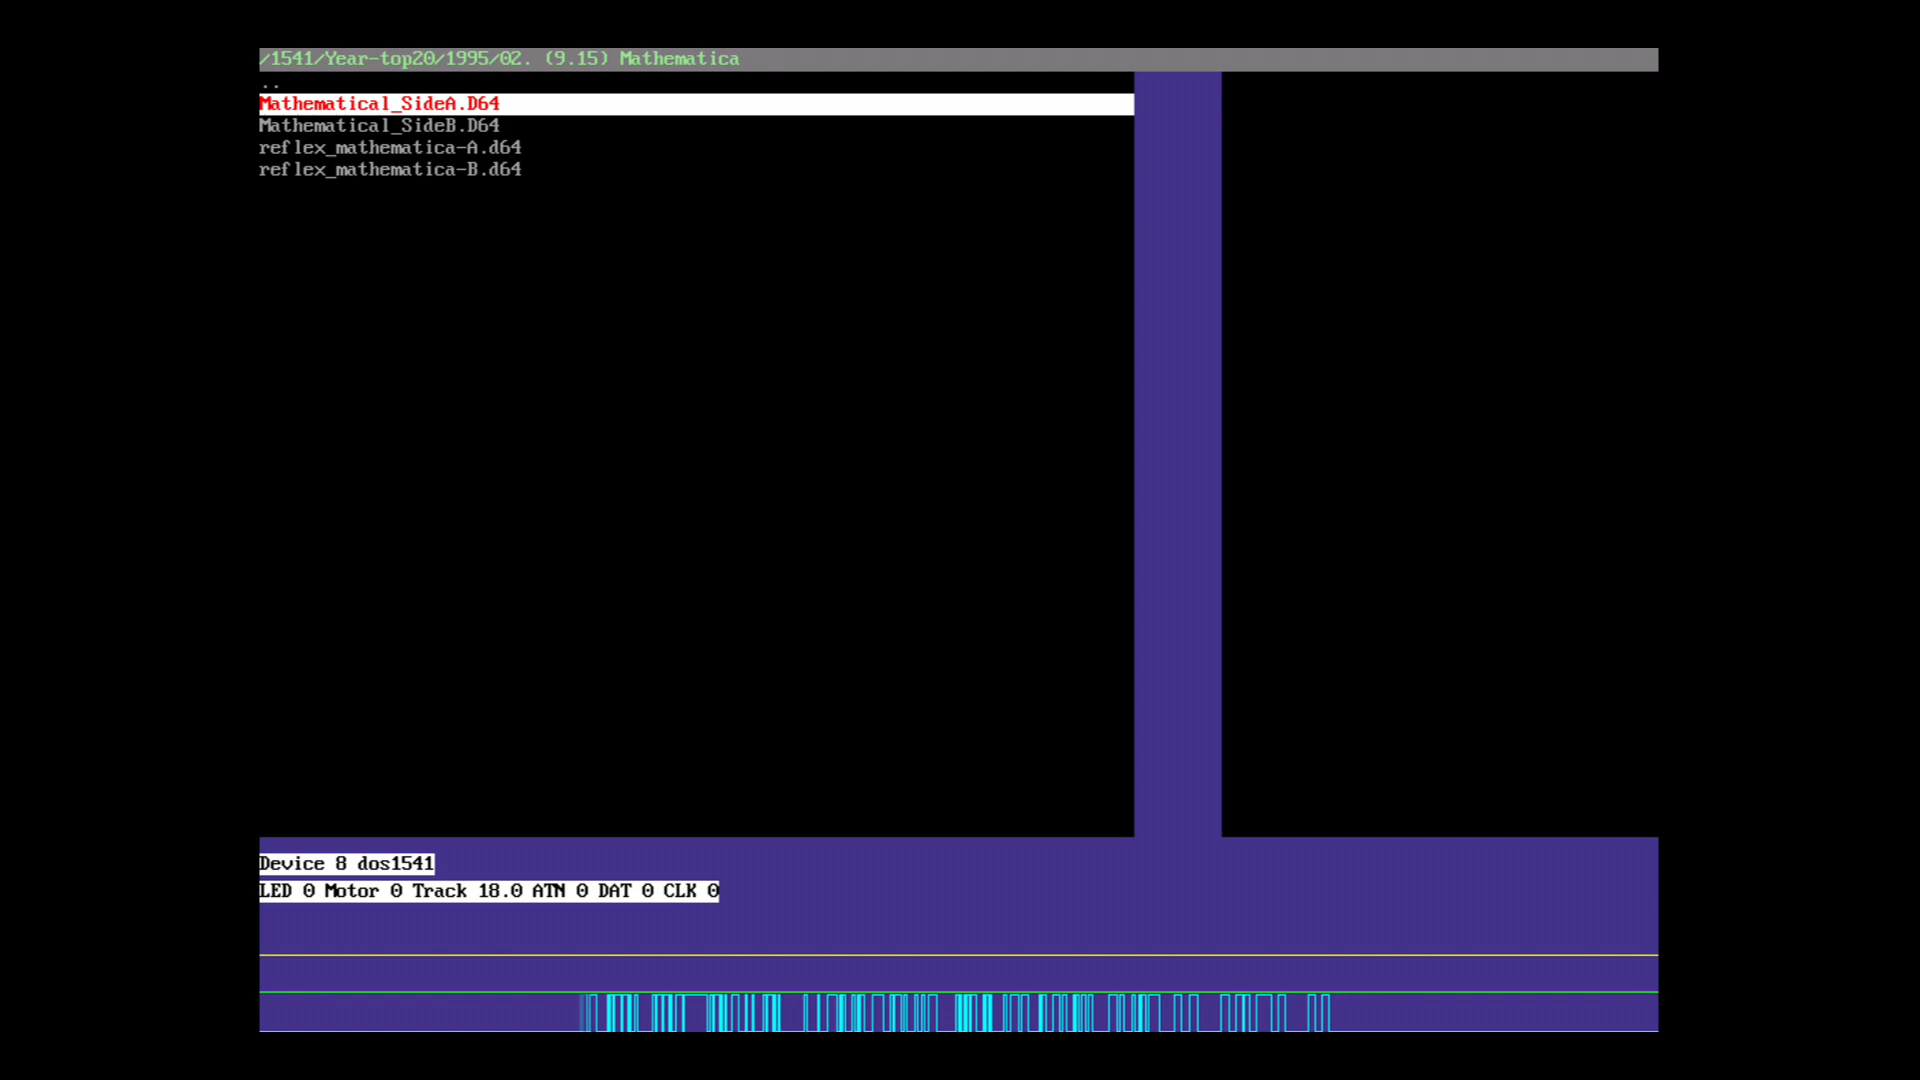 /1541/Year-top20/1995/02. (9.15) Mathematica
..
Mathematical_SideA.D64
Mathematical_SideB.D64
reflex_mathematica-A.d64
reflex_mathematica-B.d64
Device 8 dos1541
LED 0 Motor 0 Track 18.0 ATN 0 DAT 0 CLK 0